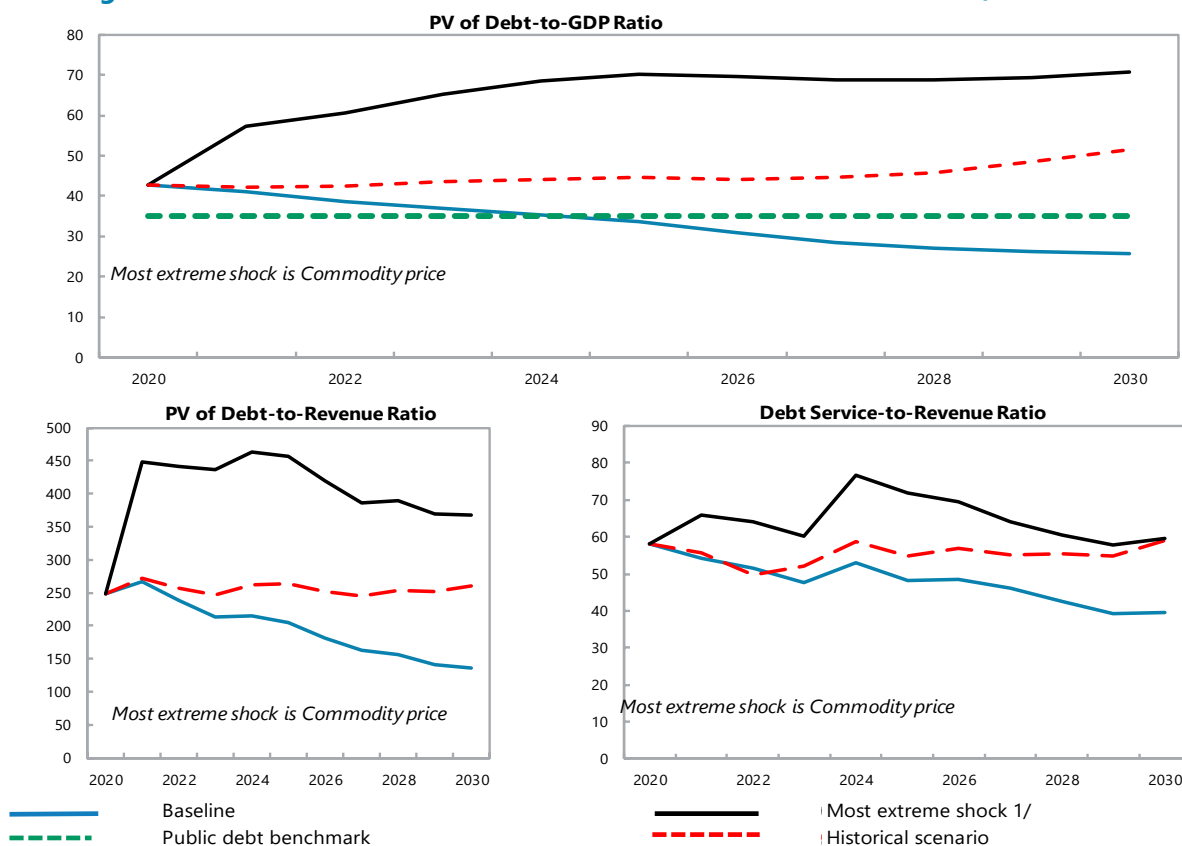 PV of Debt-to-GDP Ratio
80
70
60
50
40
30
20
10
0
Most extreme shock is Commodity price
2020 2022 2024 2026 2028 2030
PV of Debt-to-Revenue Ratio
500
450
400
350
300
250
200
150
100
50
0
Most extreme shock is Commodity price
2020 2022 2024 2026 2028 2030
Debt Service-to-Revenue Ratio
90
80
70
60
50
40
30
20
10
0
Most extreme shock is Commodity price
2020 2022 2024 2026 2028 2030
Baseline
Public debt benchmark
Most extreme shock 1/
Historical scenario